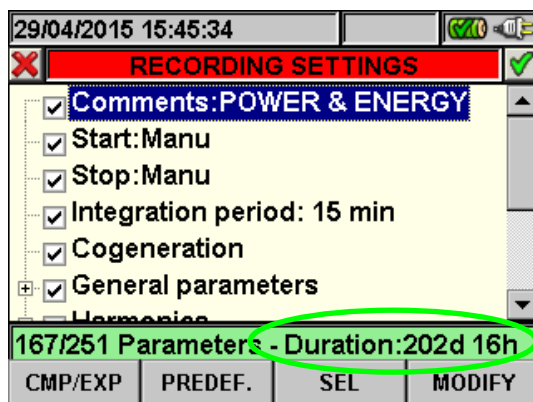 29/04/2015 15:45:34
RECORDING SETTINGS
Comments:POWER & ENERGY
Start:Manu
Stop:Manu
Integration period: 15 min
Cogeneration
General parameters
Harmonics
167/251 Parameters - Duration:202d 16h
CMP/EXP PREDEF. SEL MODIFY